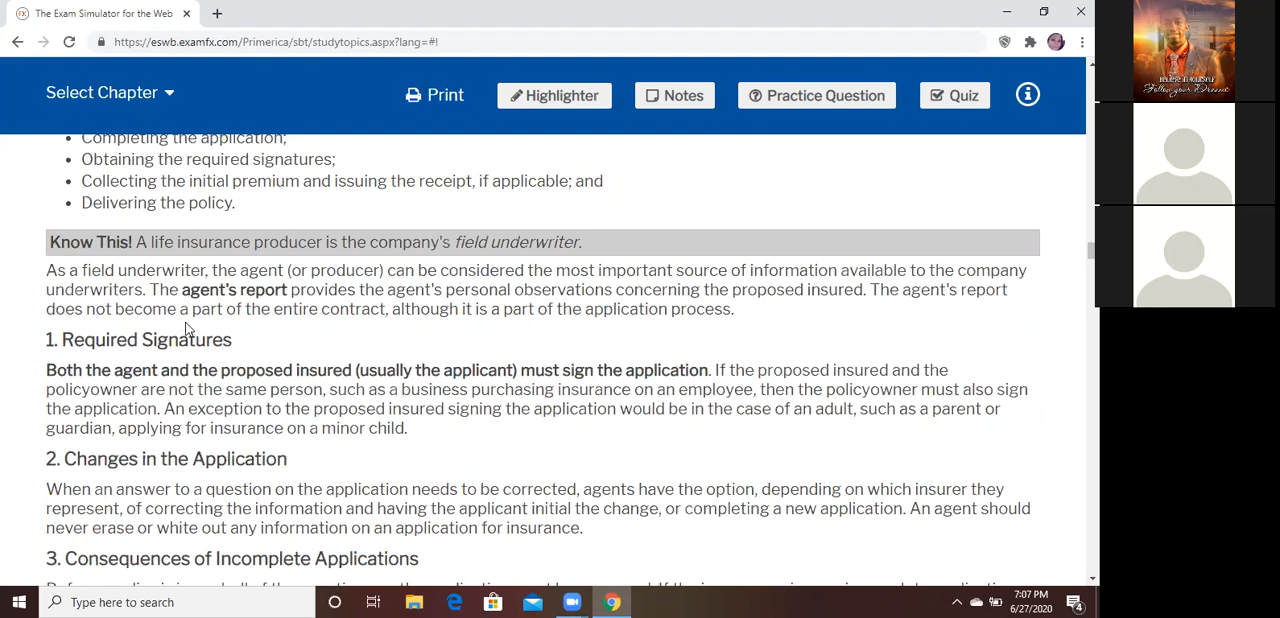 The Exam Simulator for the Web
https://eswb.examfx.com/Primerica/sbt/studytopics.aspx?lang=#!
Select Chapter
Print
Highlighter
Notes
Practice Question
Quiz
Completing the application;
Obtaining the required signatures;
Collecting the initial premium and issuing the receipt, if applicable; and
Delivering the policy.
Know This! A life insurance producer is the company's field underwriter.
As a field underwriter, the agent (or producer) can be considered the most important source of information available to the company
underwriters. The agent's report provides the agent's personal observations concerning the proposed insured. The agent's report
does not become a part of the entire contract, although it is a part of the application process.
1. Required Signatures
Both the agent and the proposed insured (usually the applicant) must sign the application. If the proposed insured and the
policyowner are not the same person, such as a business purchasing insurance on an employee, then the policyowner must also sign
the application. An exception to the proposed insured signing the application would be in the case of an adult, such as a parent or
guardian, applying for insurance on a minor child.
2. Changes in the Application
When an answer to a question on the application needs to be corrected, agents have the option, depending on which insurer they
represent, of correcting the information and having the applicant initial the change, or completing a new application. An agent should
never erase or white out any information on an application for insurance.
3. Consequences of Incomplete Applications
Type here to search
7:07 PM
6/27/2020
4
BELIEVE IN YOURSELF
Follow your Dreams